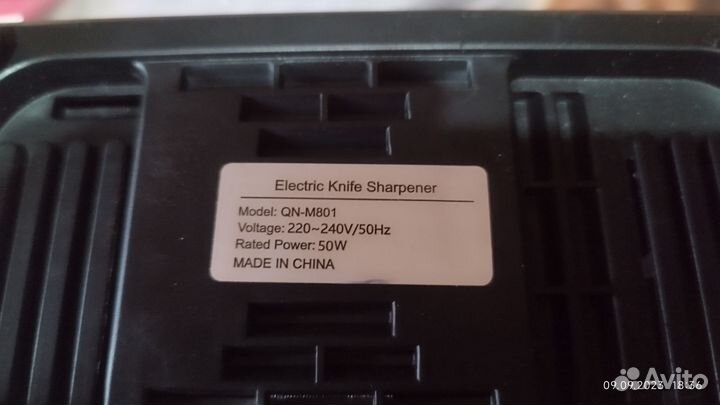 Electric Knife Sharpener
Model: QN-M801
Voltage: 220~240V/50Hz
Rated Power: 50W
MADE IN CHINA
09.09.2023 18:36
Avito